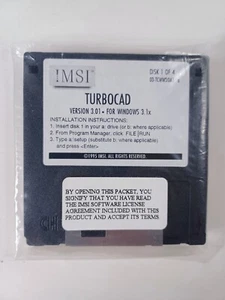 IMSI
DISK 1 OF 4
TURBOCAD
VERSION 3.01 • FOR WINDOWS 3.1x
INSTALLATION INSTRUCTIONS:
1. Insert disk 1 in your a: drive (or b: where applicable)
2. From Program Manager, click FILE | RUN
3. Type a:/setup (substitute b: where applicable)
and press <Enter>.
©1995 IMSI. ALL RIGHTS RESERVED.
BY OPENING THIS PACKET, YOU
SIGNIFY THAT YOU HAVE READ
THE IMSI SOFTWARE LICENSE
AGREEMENT INCLUDED WITH THIS
PRODUCT AND ACCEPT ITS TERMS.